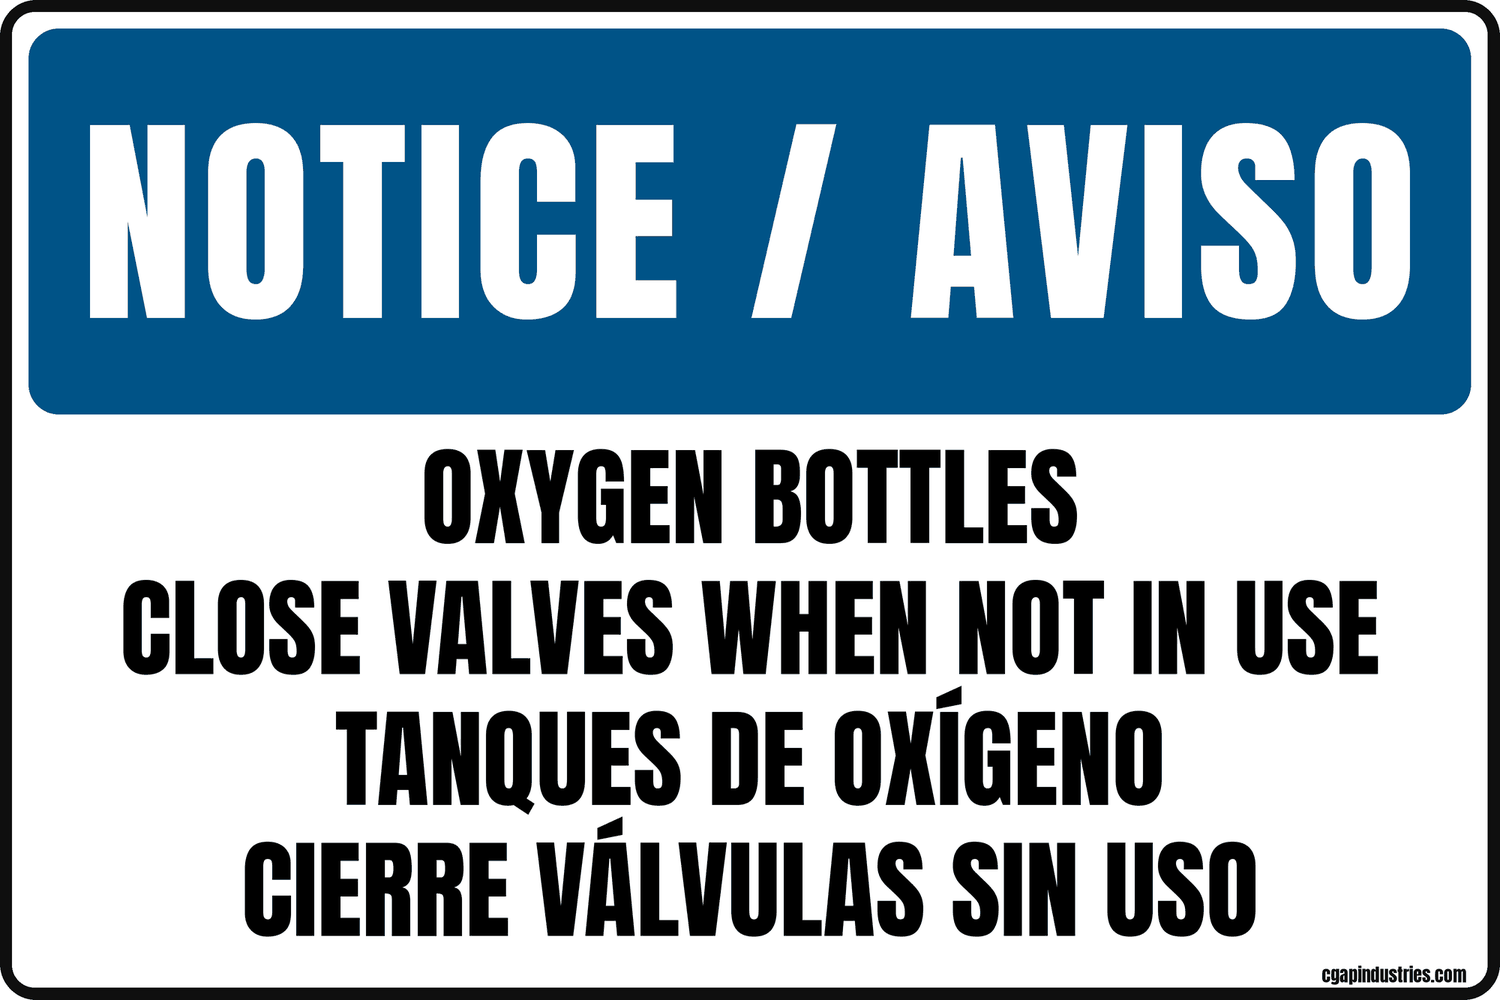 NOTICE / AVISO
OXYGEN BOTTLES
CLOSE VALVES WHEN NOT IN USE
TANQUES DE OXÍGENO
CIERRE VÁLVULAS SIN USO
cgapindustries.com